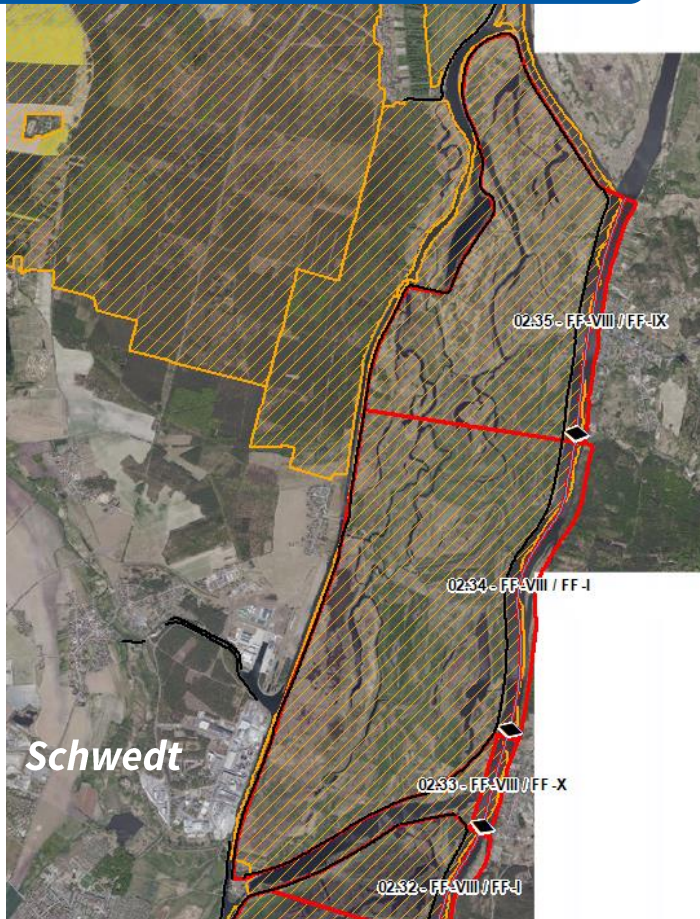 02.35 - FF-VIII / FF-IX
02.34 - FF-VIII / FF-I
Schwedt
02.33 - FF-VIII / FF-X
02.32 - FF-VIII / FF-I